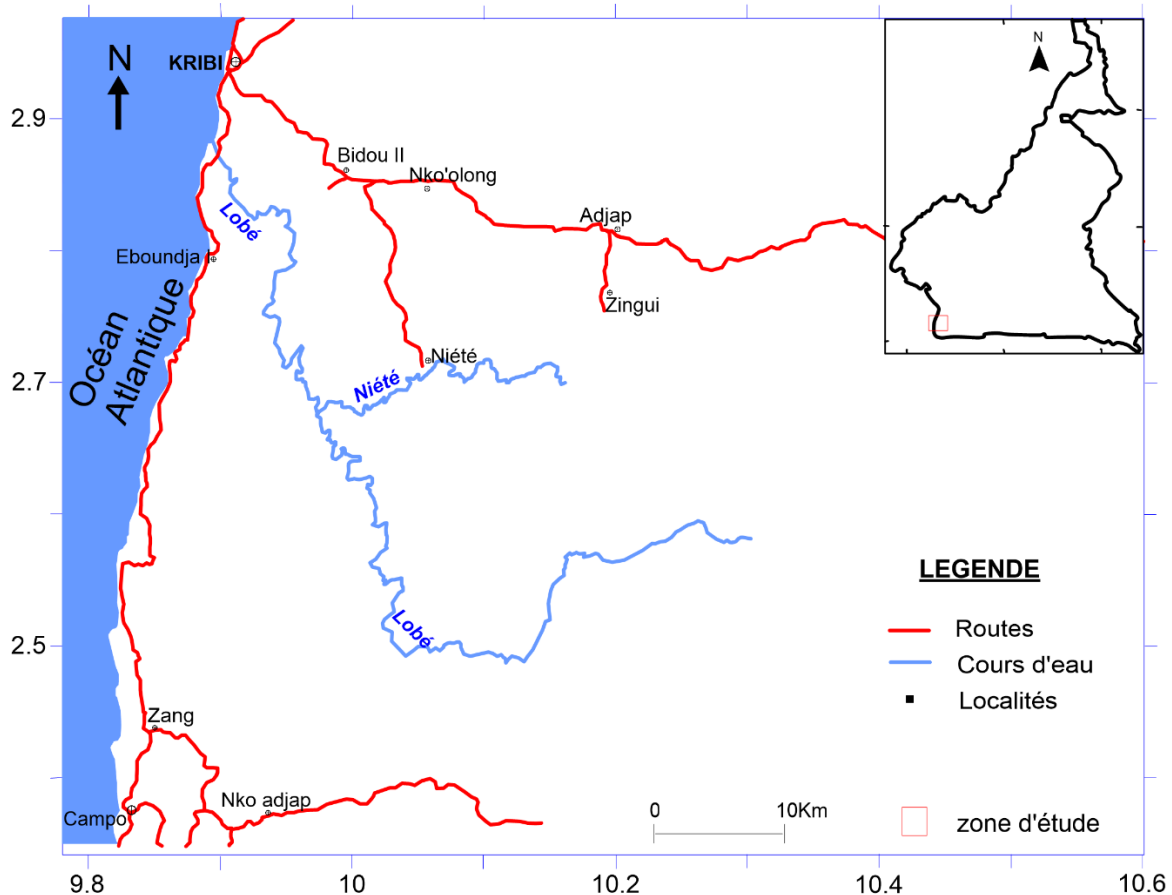 N
KRIBI
N
2.9
Bidou II
Nko'olong
Lobé
Adjap
Eboundja I
Zingui
Océan
Atlantique
Niété
2.7
Niété
LEGENDE
Lobé
Routes
2.5
Cours d'eau
Localités
Zang
Nko adjap
0
10Km
Campo
zone d'étude
9.8
10
10.2
10.4
10.6